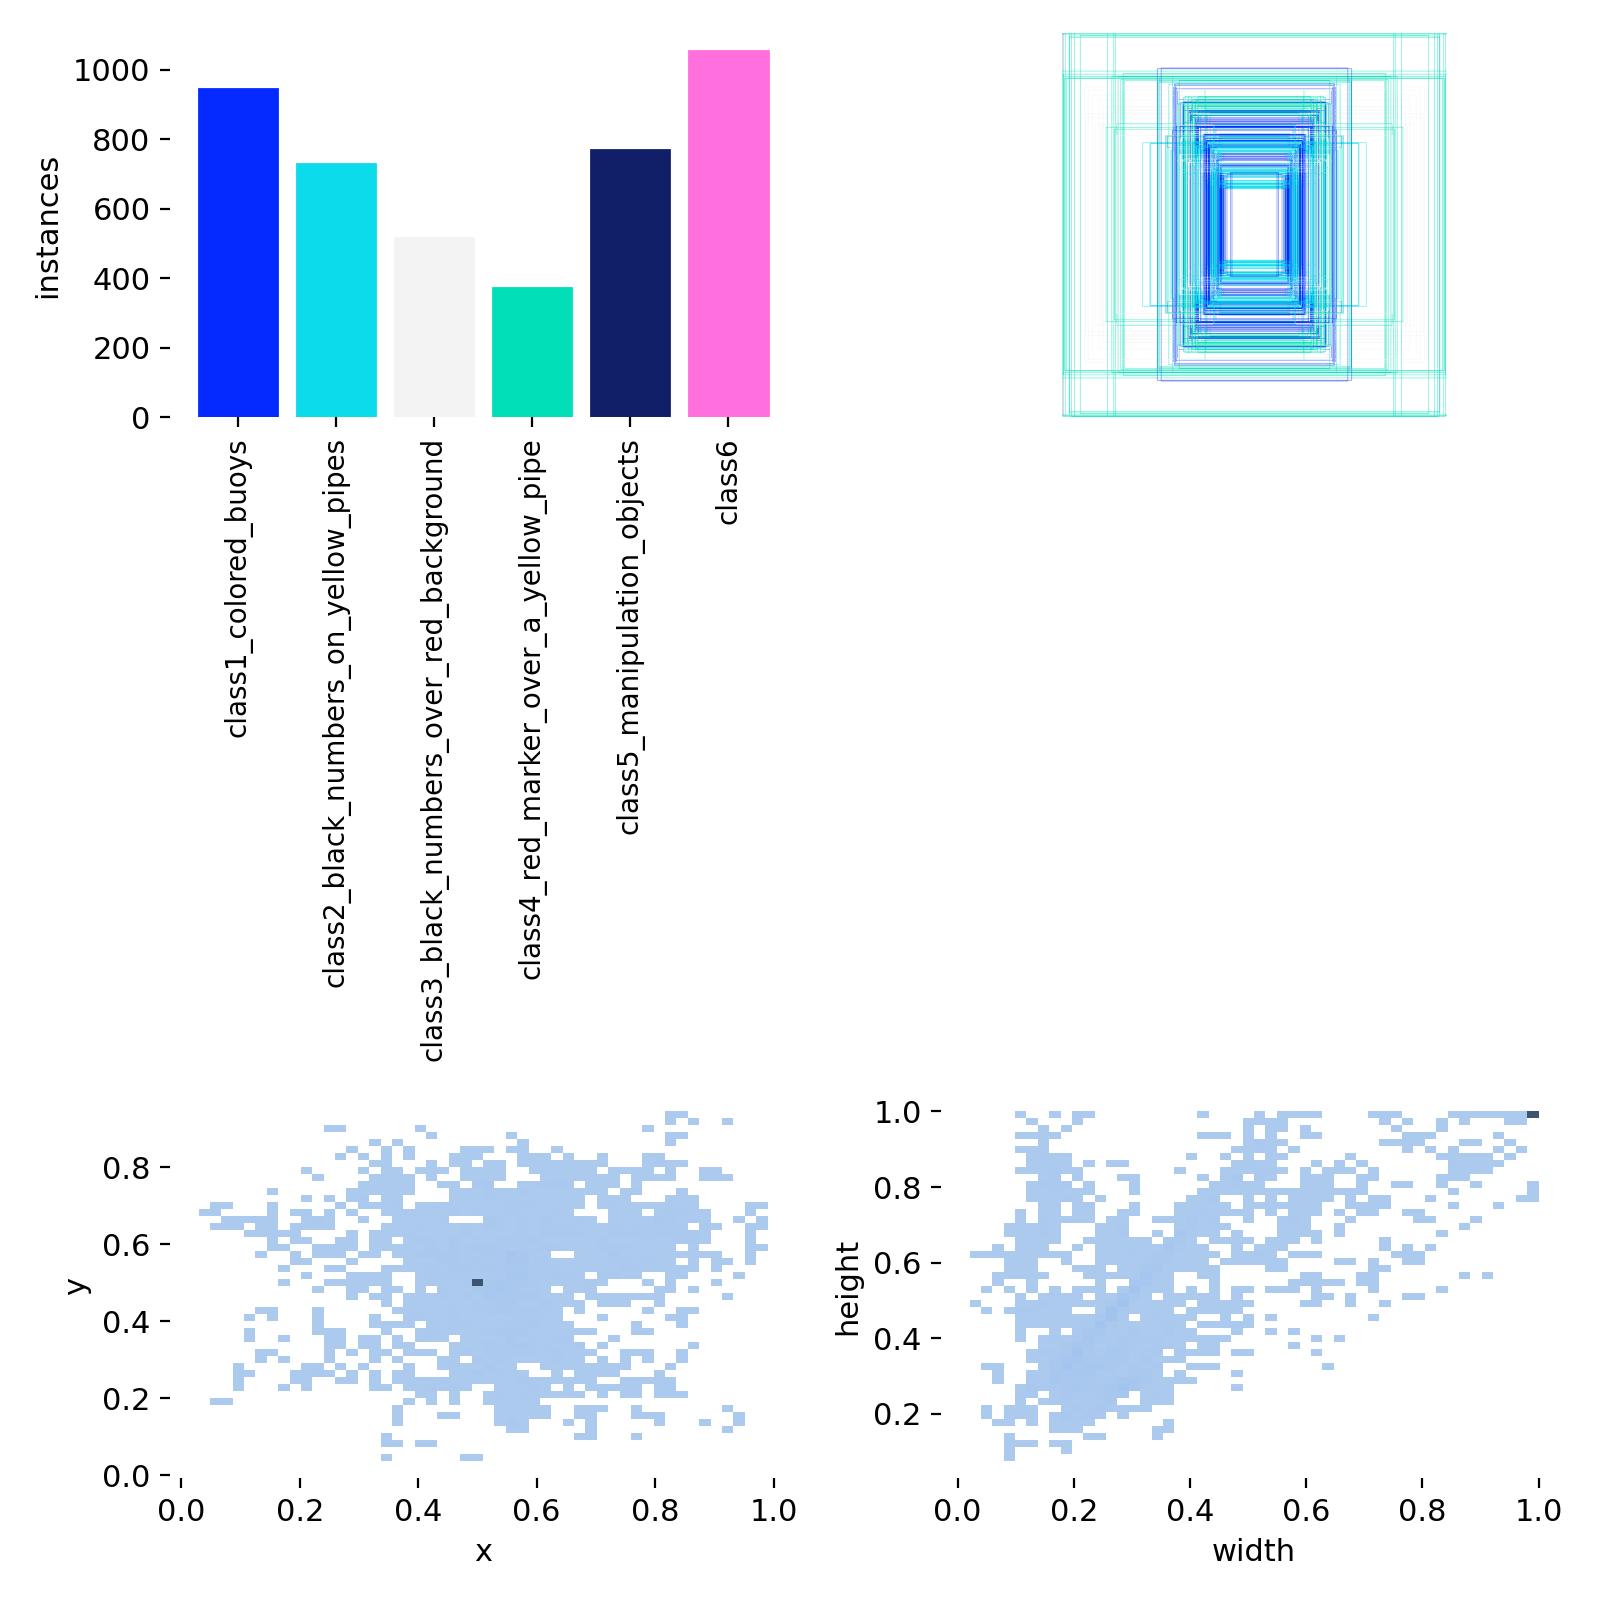 instances
1000
800
600
400
200
0
class1_colored_buoys
class2_black_numbers_on_yellow_pipes
class3_black_numbers_over_red_background
class4_red_marker_over_a_yellow_pipe
class5_manipulation_objects
class6
y
0.8
0.6
0.4
0.2
0.0
0.0 0.2 0.4 0.6 0.8 1.0
x
height
1.0
0.8
0.6
0.4
0.2
0.0 0.2 0.4 0.6 0.8 1.0
width